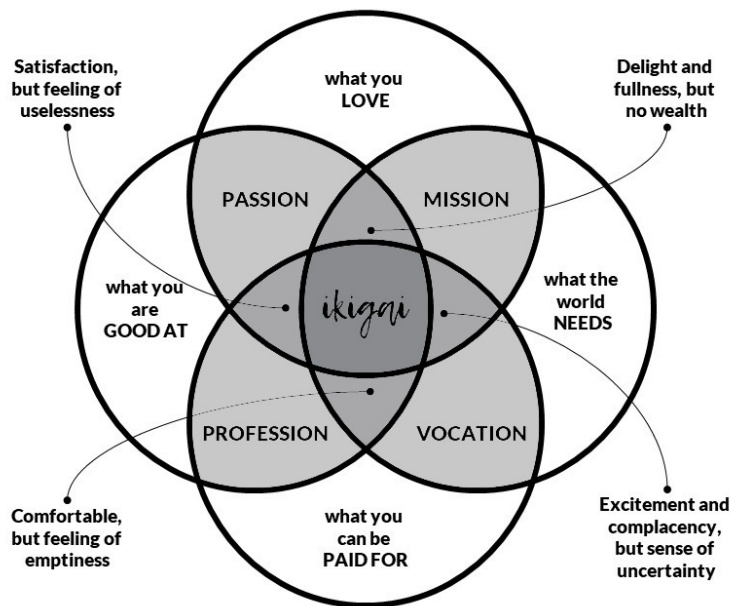 Satisfaction,
but feeling of
uselessness
what you
LOVE
Delight and
fullness, but
no wealth
PASSION
MISSION
what you
are
GOOD AT
ikigai
what the
world
NEEDS
PROFESSION
VOCATION
Comfortable,
but feeling of
emptiness
what you
can be
PAID FOR
Excitement and
complacency,
but sense of
uncertainty